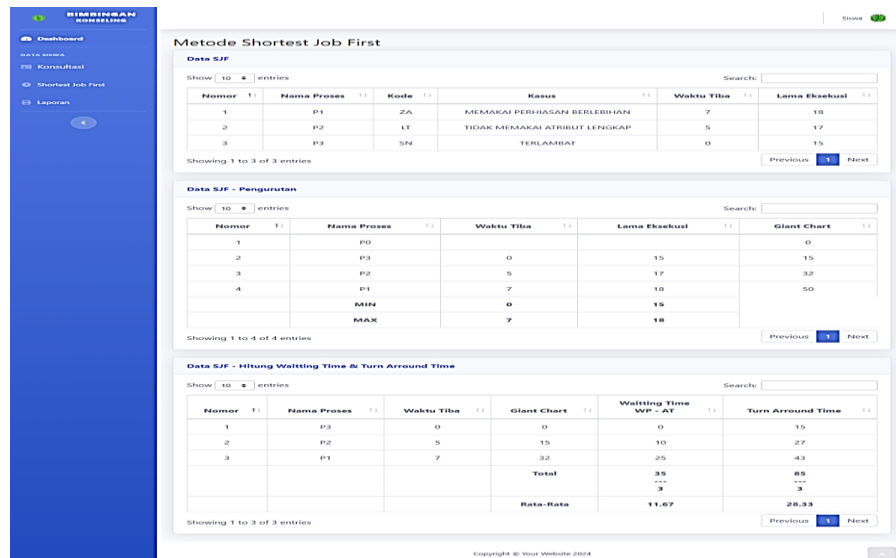 BIMBINGAN
KONSELING
Siswa
Dashboard
DATA SISWA
Konsultasi
Shortest Job First
Laporan
Metode Shortest Job First
Data SJF
Show 10 entries Search:
Nomor Nama Proses Kode Kasus Waktu Tiba Lama Eksekusi
1 P1 ZA MEMAKAI PERHIASAN BERLEBIHAN 7 18
2 P2 LT TIDAK MEMAKAI ATRIBUT LENGKAP 5 17
3 P3 SN TERLAMBAT 0 15
Showing 1 to 3 of 3 entries Previous 1 Next
Data SJF - Pengurutan
Show 10 entries Search:
Nomor Nama Proses Waktu Tiba Lama Eksekusi Giant Chart
1 P0 0
2 P3 0 15 15
3 P2 5 17 32
4 P1 7 18 50
MIN 0 15
MAX 7 18
Showing 1 to 4 of 4 entries Previous 1 Next
Data SJF - Hitung Waitting Time & Turn Arround Time
Show 10 entries Search:
Nomor Nama Proses Waktu Tiba Giant Chart Waitting Time WP - AT Turn Arround Time
1 P3 0 0 0 15
2 P2 5 15 10 27
3 P1 7 32 25 43
Total 35 85
--- ---
3 3
Rata-Rata 11.67 28.33
Showing 1 to 3 of 3 entries Previous 1 Next
Copyright © Your Website 2024